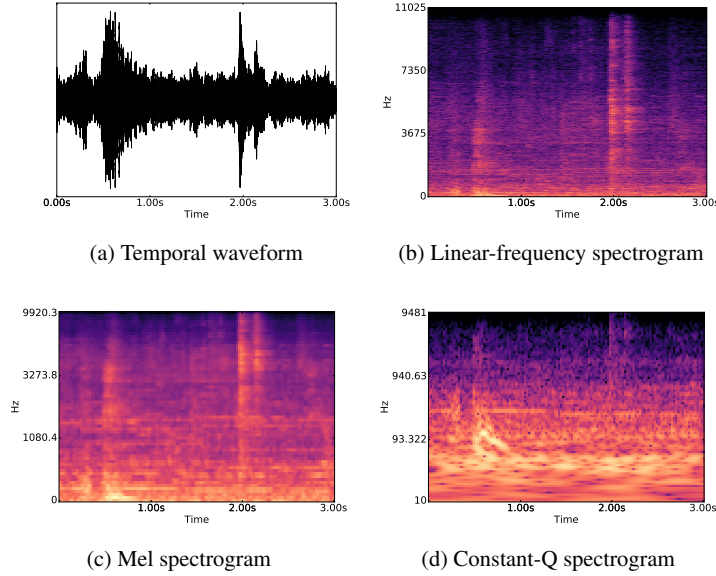 0.00s 1.00s 2.00s 3.00s
Time
(a) Temporal waveform
11025
7350
Hz
3675
0
1.00s 2.00s 3.00s
Time
(b) Linear-frequency spectrogram
9920.3
3273.8
Hz
1080.4
0
1.00s 2.00s 3.00s
Time
(c) Mel spectrogram
9481
940.63
Hz
93.322
10
1.00s 2.00s 3.00s
Time
(d) Constant-Q spectrogram